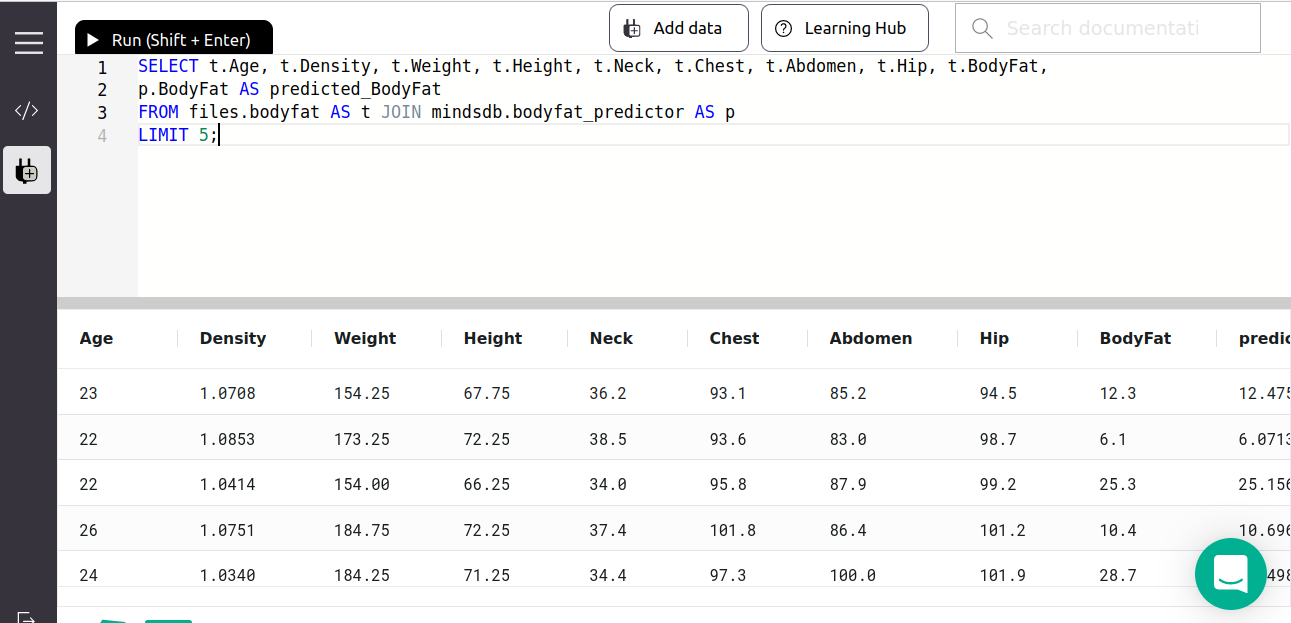 Run (Shift + Enter)
Add data
Learning Hub
Search documentati
1 SELECT t.Age, t.Density, t.Weight, t.Height, t.Neck, t.Chest, t.Abdomen, t.Hip, t.BodyFat,
2 p.BodyFat AS predicted_BodyFat
3 FROM files.bodyfat AS t JOIN mindsdb.bodyfat_predictor AS p
4 LIMIT 5;
Age Density Weight Height Neck Chest Abdomen Hip BodyFat predic
23 1.0708 154.25 67.75 36.2 93.1 85.2 94.5 12.3 12.475
22 1.0853 173.25 72.25 38.5 93.6 83.0 98.7 6.1 6.0713
22 1.0414 154.00 66.25 34.0 95.8 87.9 99.2 25.3 25.156
26 1.0751 184.75 72.25 37.4 101.8 86.4 101.2 10.4 10.696
24 1.0340 184.25 71.25 34.4 97.3 100.0 101.9 28.7